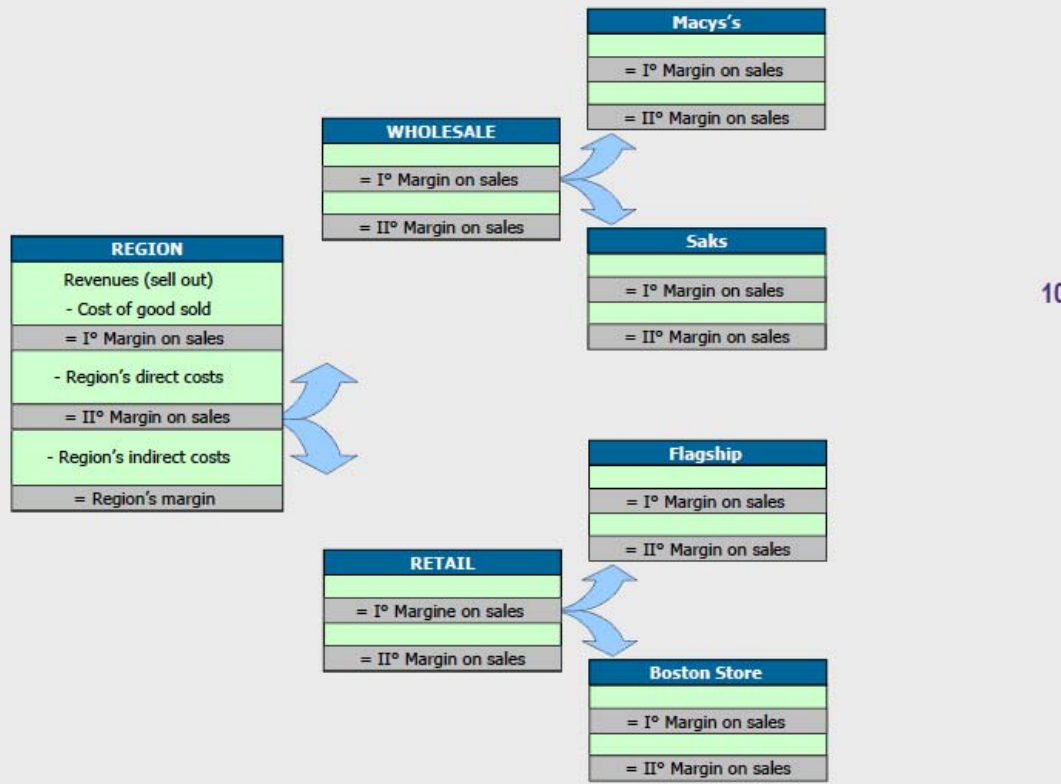 Macys's
= I° Margin on sales
= II° Margin on sales
WHOLESALE
= I° Margin on sales
= II° Margin on sales
Saks
= I° Margin on sales
= II° Margin on sales
REGION
Revenues (sell out)
- Cost of good sold
= I° Margin on sales
- Region's direct costs
= II° Margin on sales
- Region's indirect costs
= Region's margin
10
Flagship
= I° Margin on sales
= II° Margin on sales
RETAIL
= I° Margine on sales
= II° Margin on sales
Boston Store
= I° Margin on sales
= II° Margin on sales